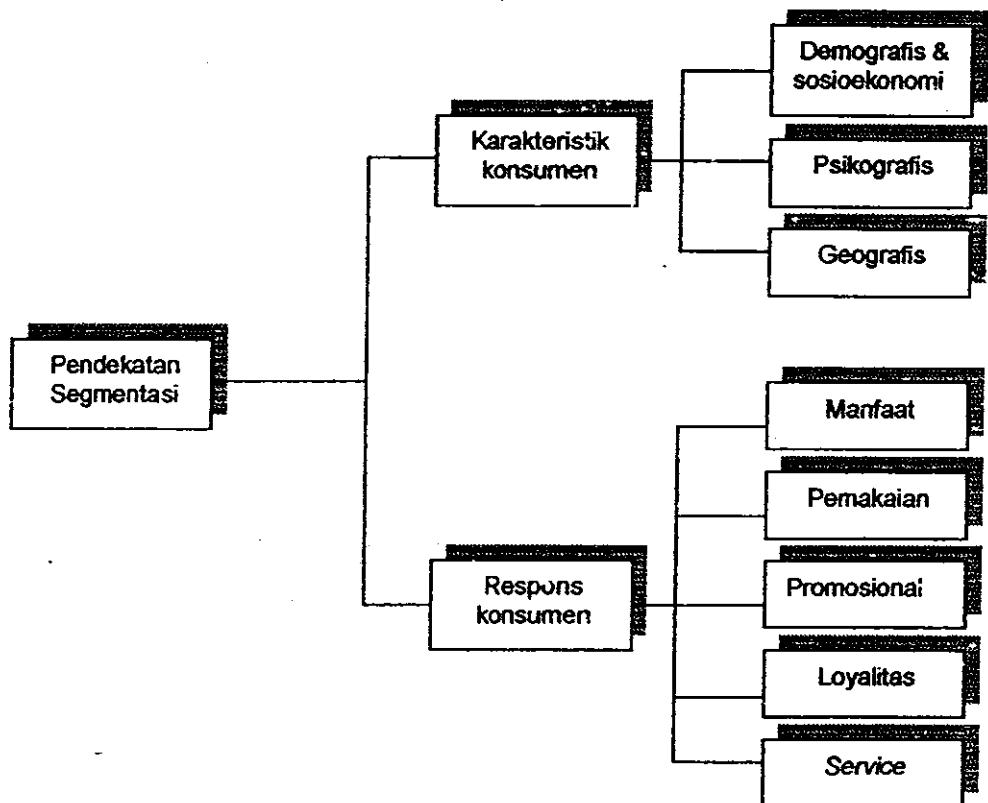 Demografis &
sosioekonomi
Karakteristik
konsumen
Psikografis
Geografis
Pendekatan
Segmentasi
Manfaat
Pemakaian
Respons
konsumen
Promosional
Loyalitas
Service